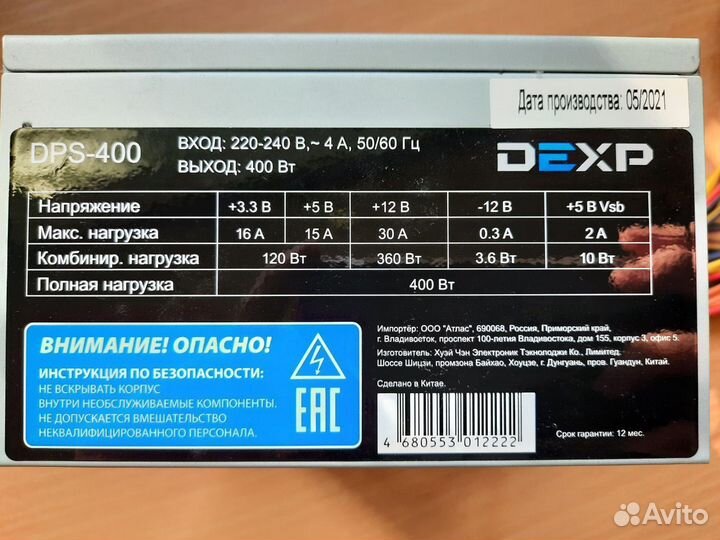 Дата производства: 05/2021
DPS-400
ВХОД: 220-240 В,~ 4 А, 50/60 Гц
ВЫХОД: 400 Вт
DEXP
Напряжение +3.3 В +5 В +12 В -12 В +5 В Vsb
Макс. нагрузка 16 А 15 А 30 А 0.3 А 2 А
Комбинир. нагрузка 120 Вт 360 Вт 3.6 Вт 10 Вт
Полная нагрузка 400 Вт
ВНИМАНИЕ! ОПАСНО!
ИНСТРУКЦИЯ ПО БЕЗОПАСНОСТИ:
НЕ ВСКРЫВАТЬ КОРПУС
ВНУТРИ НЕОБСЛУЖИВАЕМЫЕ КОМПОНЕНТЫ.
НЕ ДОПУСКАЕТСЯ ВМЕШАТЕЛЬСТВО
НЕКВАЛИФИЦИРОВАННОГО ПЕРСОНАЛА.
EAC
Импортёр: ООО "Атлас", 690068, Россия, Приморский край,
г. Владивосток, проспект 100-летия Владивостока, дом 155, корпус 3, офис 5.
Изготовитель: Хуэй Чэн Электроник Тэкнолоджи Ко., Лимитед.
Шоссе Шицзи, промзона Байхао, Хоуцзе, г. Дунгуань, пров. Гуандун, Китай.
Сделано в Китае.
4 680553 012222
Срок гарантии: 12 мес.
Avito